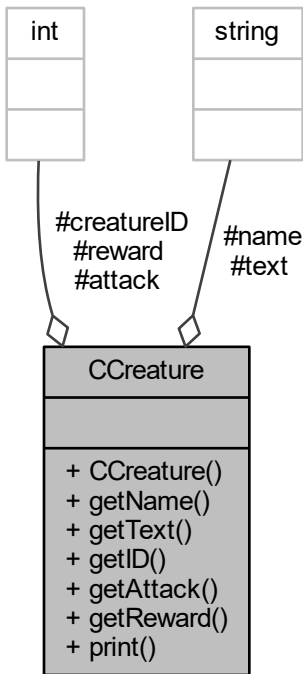 int
string
#creatureID
#reward
#attack
#name
#text
CCreature
+ CCreature()
+ getName()
+ getText()
+ getID()
+ getAttack()
+ getReward()
+ print()